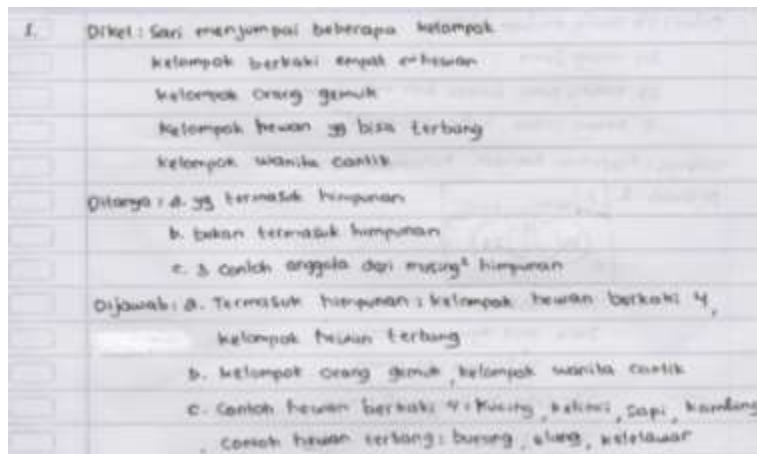 1. Diket : Sari menjumpai beberapa kelompok
kelompok berkaki empat hewan
kelompok orang gemuk
kelompok hewan yg bisa terbang
kelompok wanita cantik
Ditanya : a. yg termasuk himpunan
b. bukan termasuk himpunan
c. 3 contoh anggota dari masing² himpunan
Dijawab : a. Termasuk himpunan : kelompok hewan berkaki 4,
kelompok hewan terbang
b. kelompok orang gemuk, kelompok wanita cantik
c. Contoh hewan berkaki 4 : Kucing, kelinci, sapi, kambing
, contoh hewan terbang : burung, elang, kelelawar